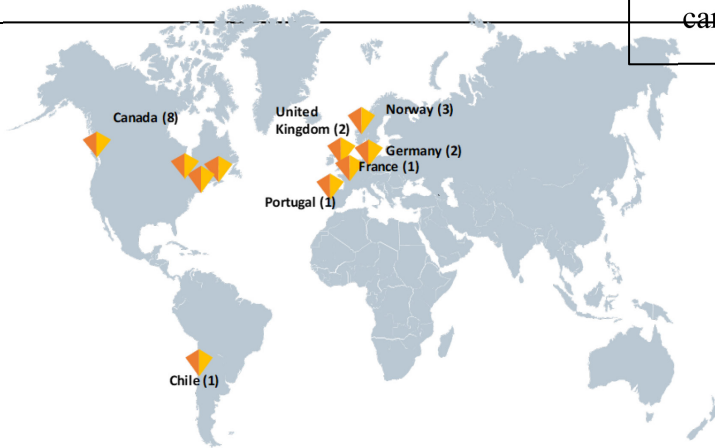 Canada (8)
United
Kingdom (2)
Norway (3)
Germany (2)
France (1)
Portugal (1)
Chile (1)